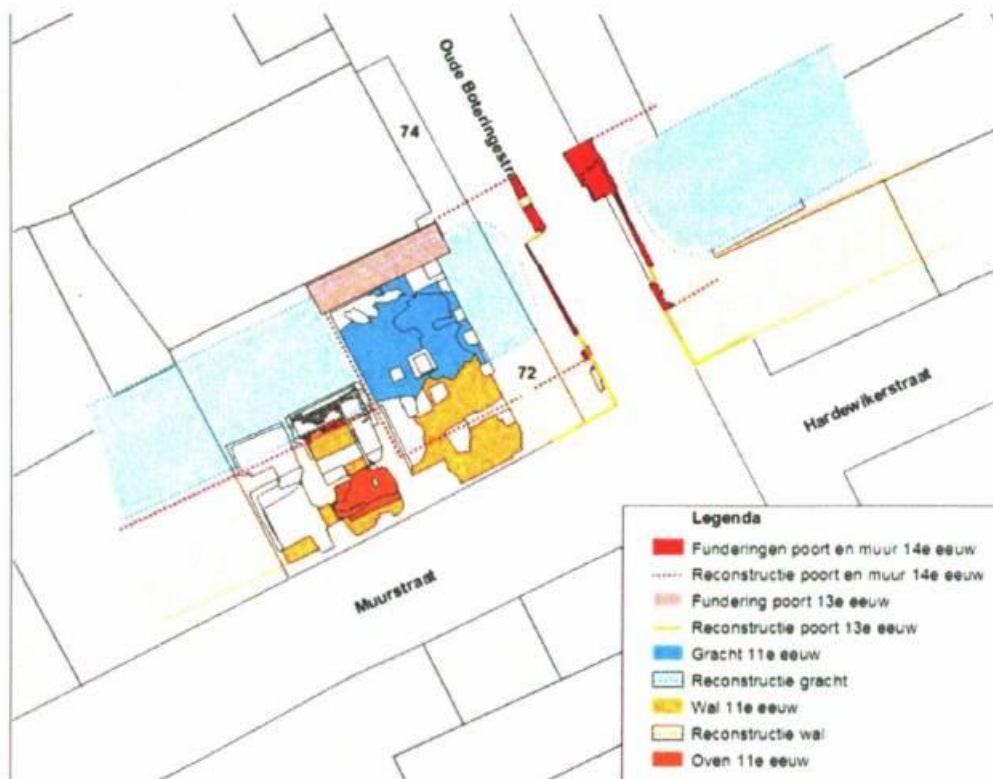 Oude Boteringestra
74
72
Hardewikerstraat
Muurstraat
Legenda
Funderingen poort en muur 14e eeuw
Reconstructie poort en muur 14e eeuw
Fundering poort 13e eeuw
Reconstructie poort 13e eeuw
Gracht 11e eeuw
Reconstructie gracht
Wal 11e eeuw
Reconstructie wal
Oven 11e eeuw